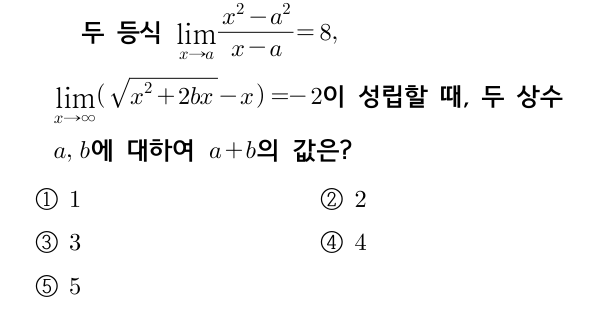 두 등식 $\lim_{x \to a} \frac{x^2 - a^2}{x - a} = 8,$
$\lim_{x \to \infty} (\sqrt{x^2 + 2bx} - x) = -2$이 성립할 때, 두 상수
$a, b$에 대하여 $a + b$의 값은?
① 1 ② 2
③ 3 ④ 4
⑤ 5